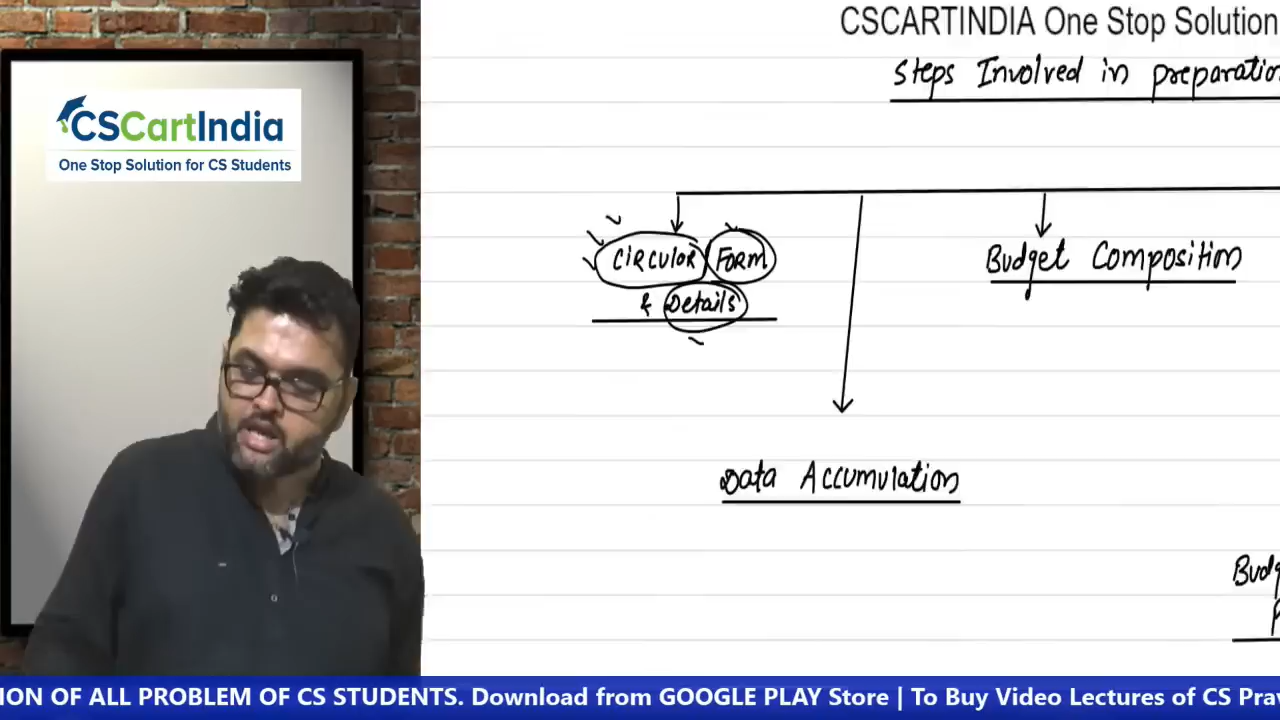 CSCARTINDIA One Stop Solution
Steps Involved in
CSCartIndia
One Stop Solution for CS Students
Circular Form
& Details
Budget Composition
Data Accumulation
ION OF ALL PROBLEM OF CS STUDENTS. Download from GOOGLE PLAY Store | To Buy Video Lectures of CS Pra